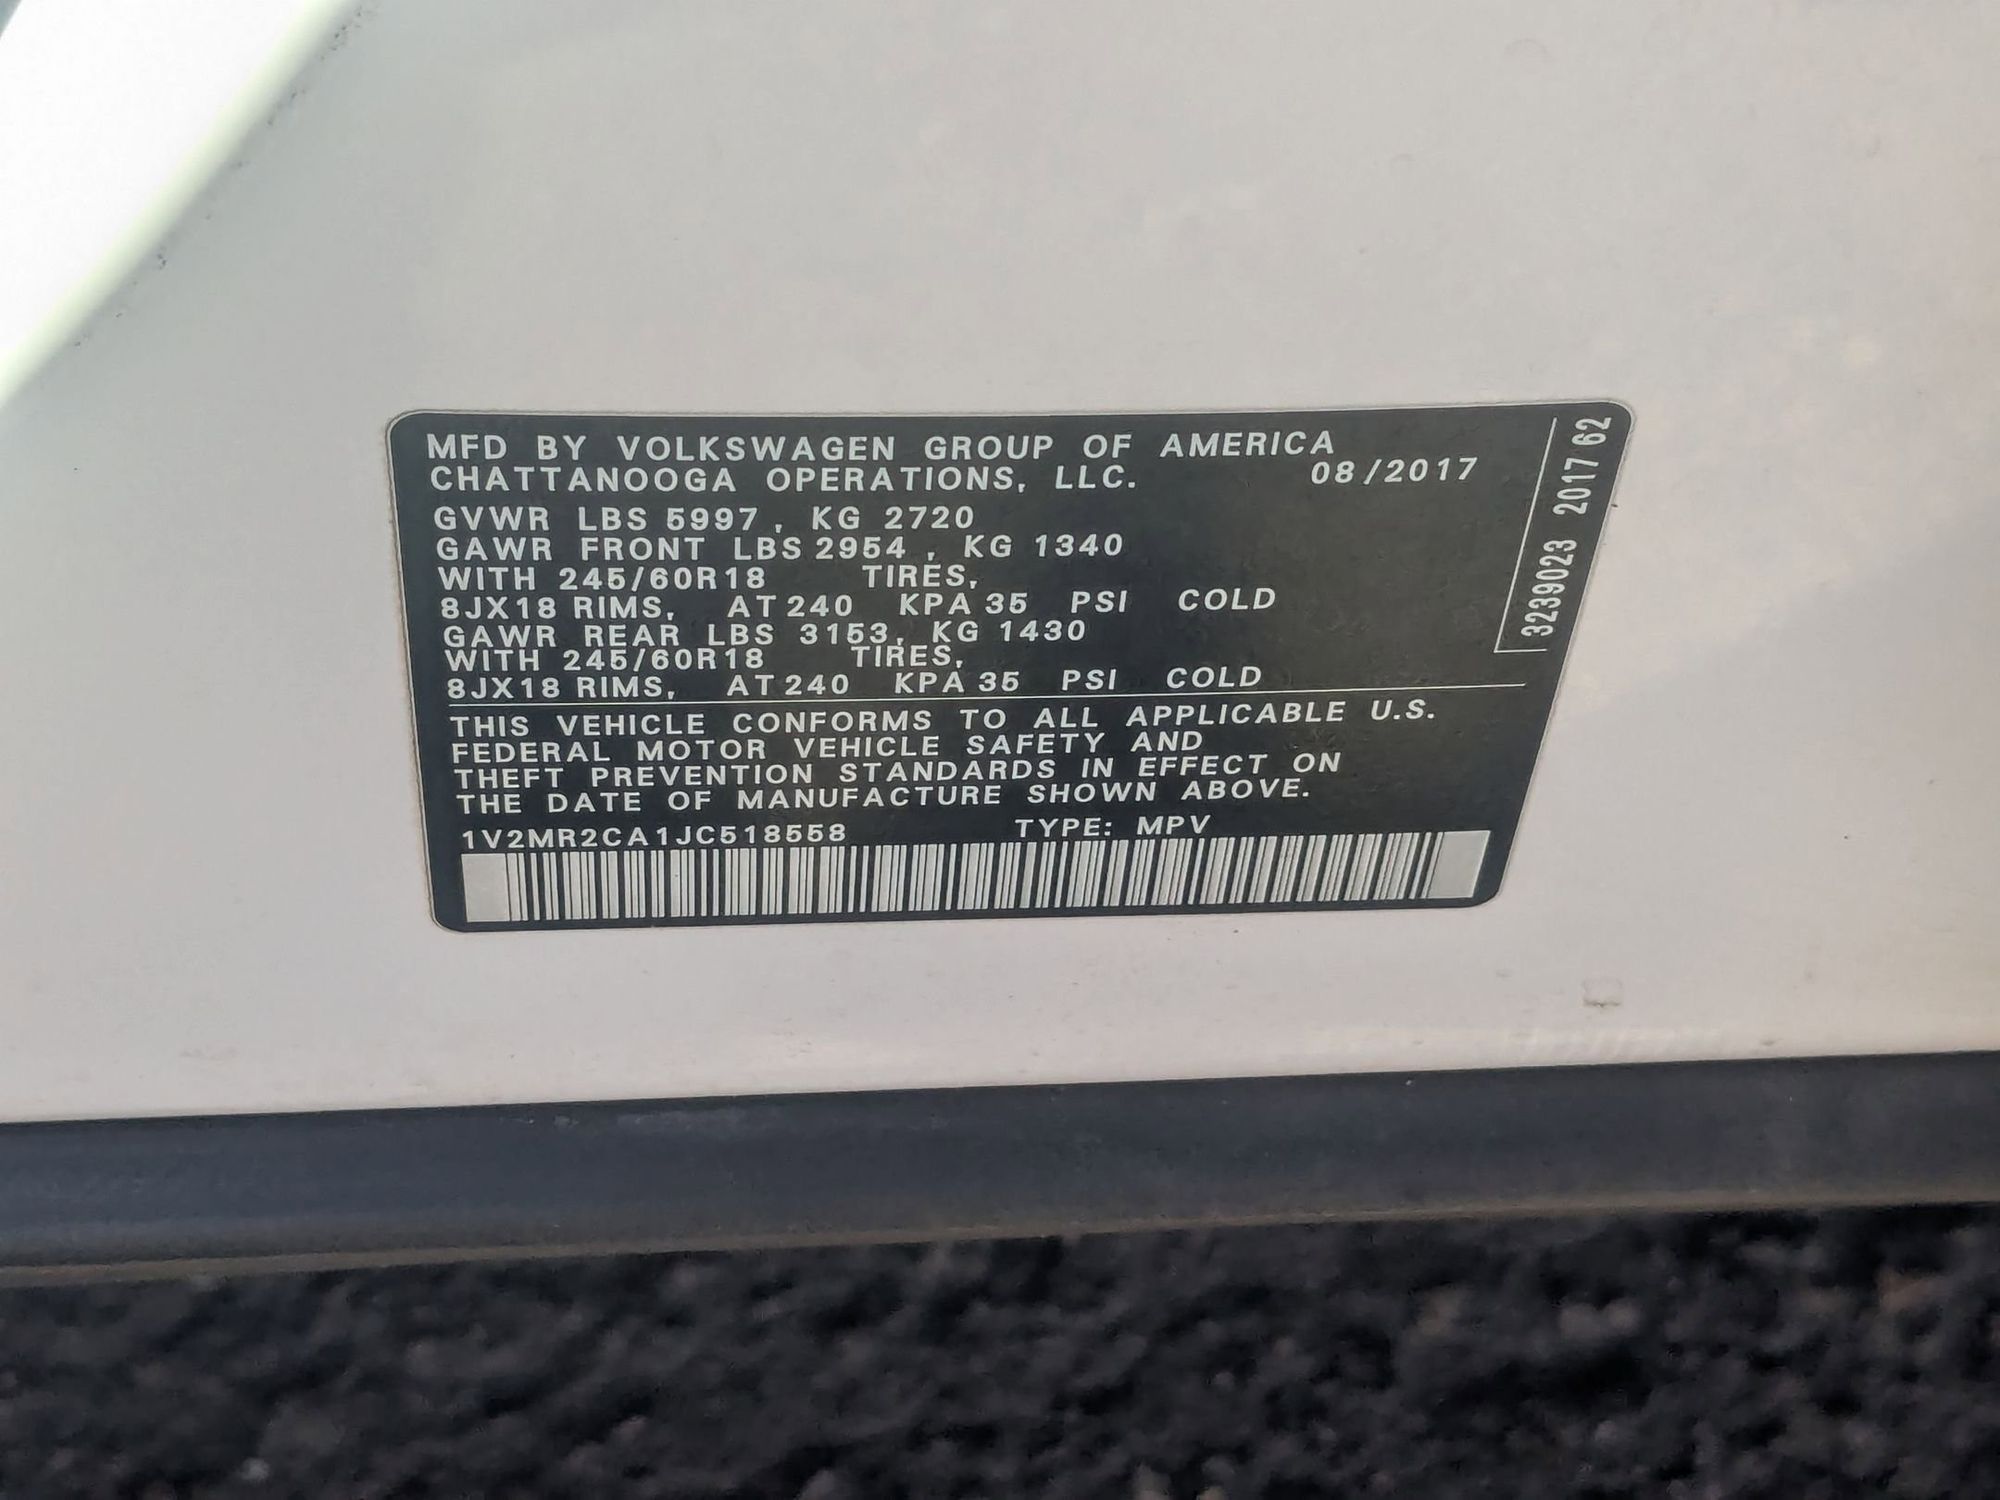 MFD BY VOLKSWAGEN GROUP OF AMERICA
CHATTANOOGA OPERATIONS, LLC. 08/2017
GVWR LBS 5997, KG 2720
GAWR FRONT LBS 2954, KG 1340
WITH 245/60R18 TIRES,
8JX18 RIMS, AT 240 KPA 35 PSI COLD
GAWR REAR LBS 3153, KG 1430
WITH 245/60R18 TIRES,
8JX18 RIMS, AT 240 KPA 35 PSI COLD
THIS VEHICLE CONFORMS TO ALL APPLICABLE U.S.
FEDERAL MOTOR VEHICLE SAFETY AND
THEFT PREVENTION STANDARDS IN EFFECT ON
THE DATE OF MANUFACTURE SHOWN ABOVE.
1V2MR2CA1JC518558 TYPE: MPV
3239023 2017 62